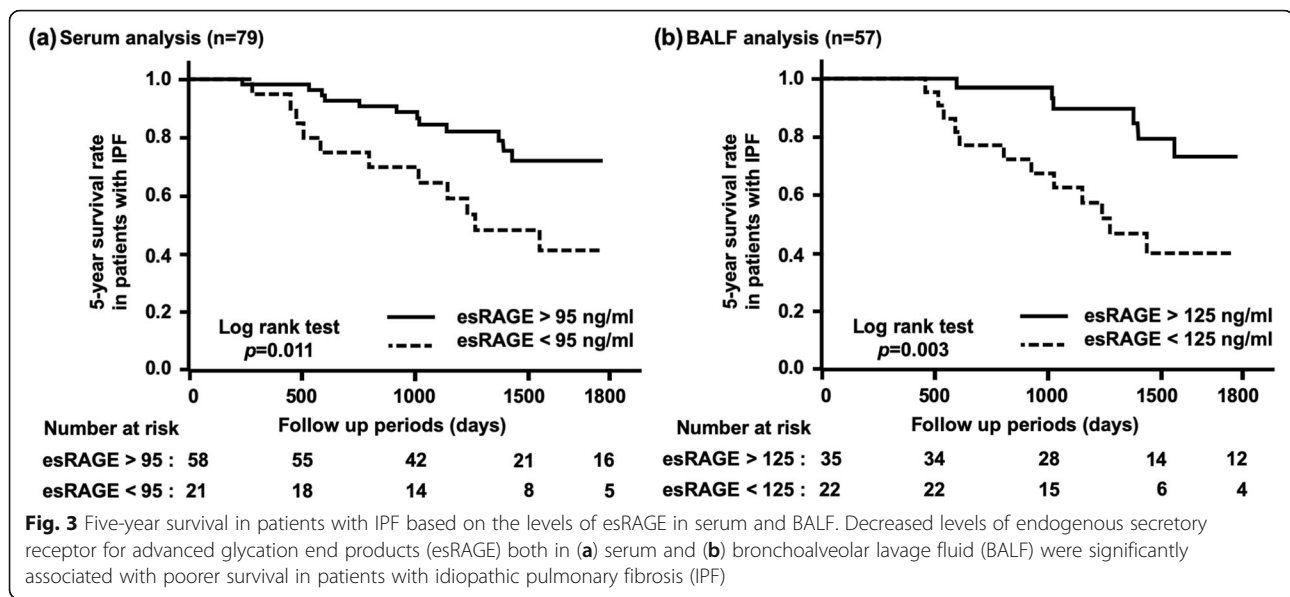 (a) Serum analysis (n=79)
1.0
0.8
0.6
0.4
0.2
0.0
5-year survival rate
in patients with IPF
Log rank test
p=0.011
esRAGE > 95 ng/ml
esRAGE < 95 ng/ml
0 500 1000 1500 1800
Follow up periods (days)
Number at risk
esRAGE > 95 : 58 55 42 21 16
esRAGE < 95 : 21 18 14 8 5
(b) BALF analysis (n=57)
1.0
0.8
0.6
0.4
0.2
0.0
5-year survival rate
in patients with IPF
Log rank test
p=0.003
esRAGE > 125 ng/ml
esRAGE < 125 ng/ml
0 500 1000 1500 1800
Follow up periods (days)
Number at risk
esRAGE > 125 : 35 34 28 14 12
esRAGE < 125 : 22 22 15 6 4
Fig. 3 Five-year survival in patients with IPF based on the levels of esRAGE in serum and BALF. Decreased levels of endogenous secretory
receptor for advanced glycation end products (esRAGE) both in (a) serum and (b) bronchoalveolar lavage fluid (BALF) were significantly
associated with poorer survival in patients with idiopathic pulmonary fibrosis (IPF)